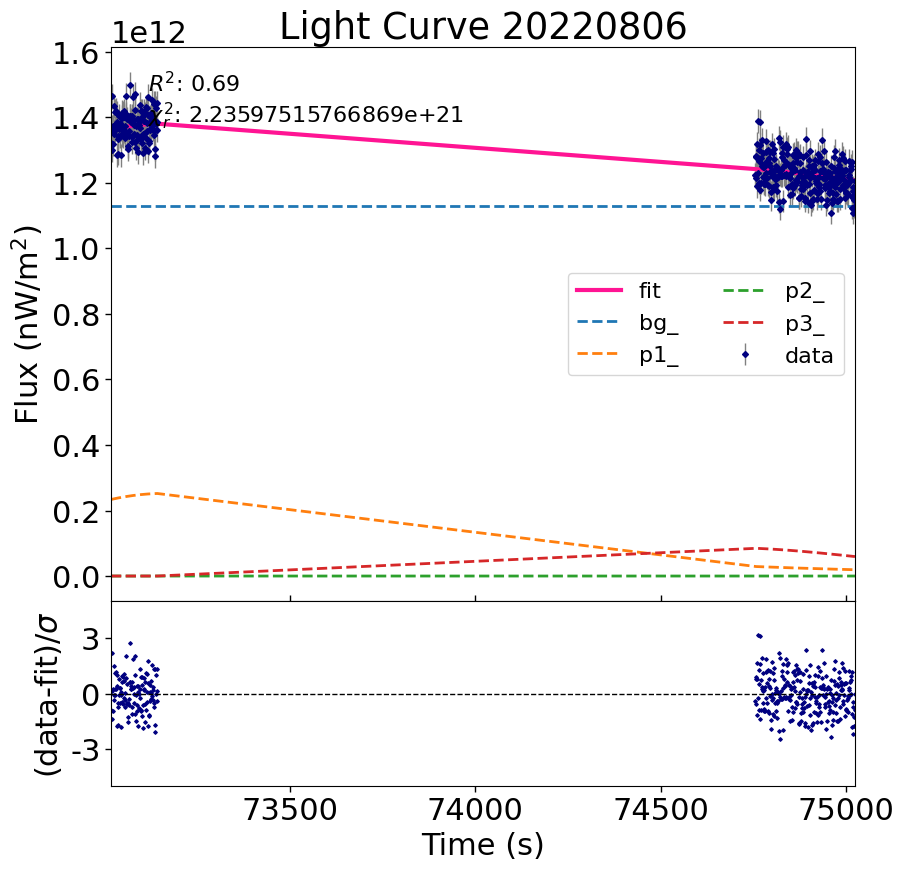 Light Curve 20220806
1e12
1.6
1.4
1.2
1.0
0.8
0.6
0.4
0.2
0.0
Flux (nW/m²)
R²: 0.69
χ²ᵣ: 2.23597515766869e+21
fit
bg_
p1_
p2_
p3_
data
3
0
-3
(data-fit)/σ
73500
74000
74500
75000
Time (s)